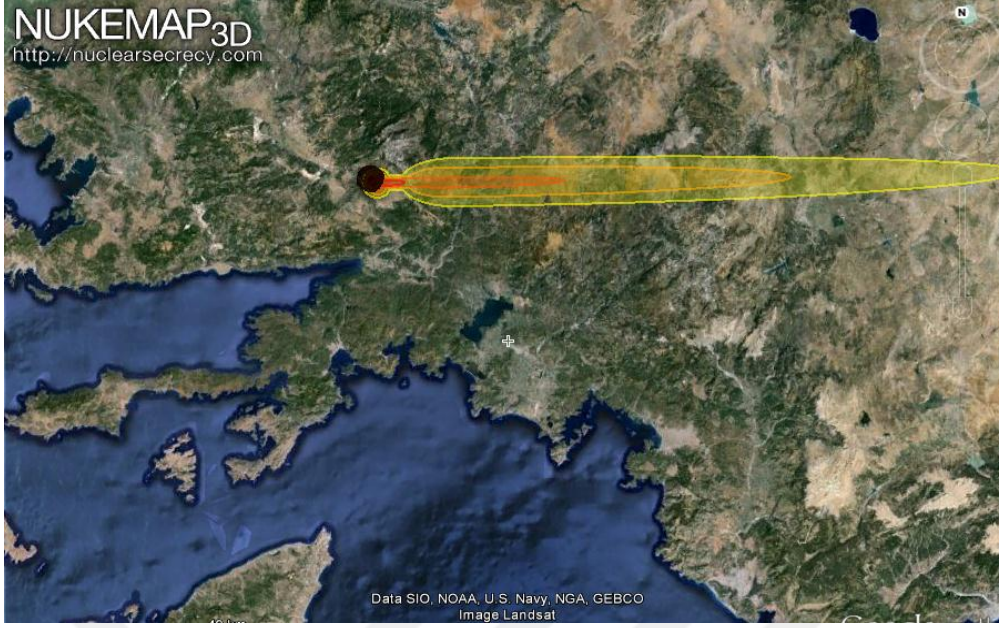 NUKEMAP3D
http://nuclearsecrecy.com
N
Data SIO, NOAA, U.S. Navy, NGA, GEBCO
Image Landsat